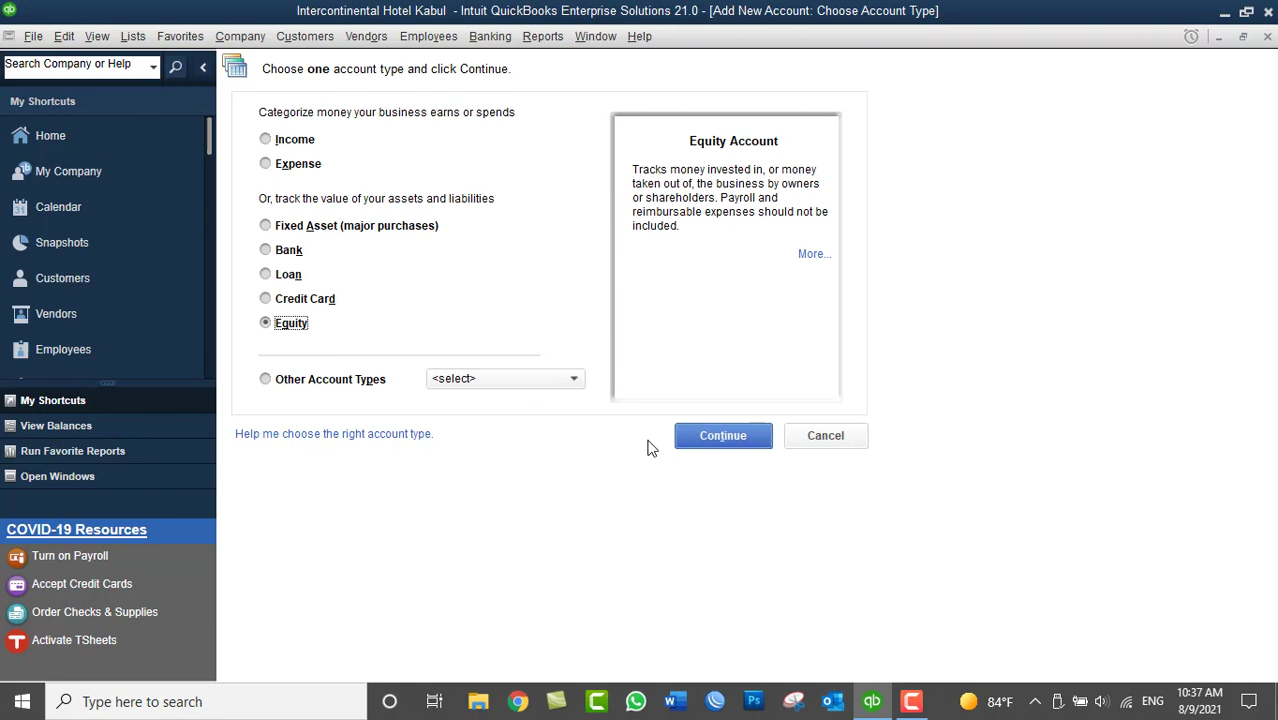 Intercontinental Hotel Kabul - Intuit QuickBooks Enterprise Solutions 21.0 - [Add New Account: Choose Account Type]
File Edit View Lists Favorites Company Customers Vendors Employees Banking Reports Window Help
Search Company or Help
My Shortcuts
Home
My Company
Calendar
Snapshots
Customers
Vendors
Employees
My Shortcuts
View Balances
Run Favorite Reports
Open Windows
COVID-19 Resources
Turn on Payroll
Accept Credit Cards
Order Checks & Supplies
Activate TSheets
Choose one account type and click Continue.
Categorize money your business earns or spends
Income
Expense
Or, track the value of your assets and liabilities
Fixed Asset (major purchases)
Bank
Loan
Credit Card
Equity
Other Account Types <select>
Equity Account
Tracks money invested in, or money
taken out of, the business by owners
or shareholders. Payroll and
reimbursable expenses should not be
included.
More...
Help me choose the right account type.
Continue
Cancel
Type here to search
84°F
ENG
10:37 AM
8/9/2021